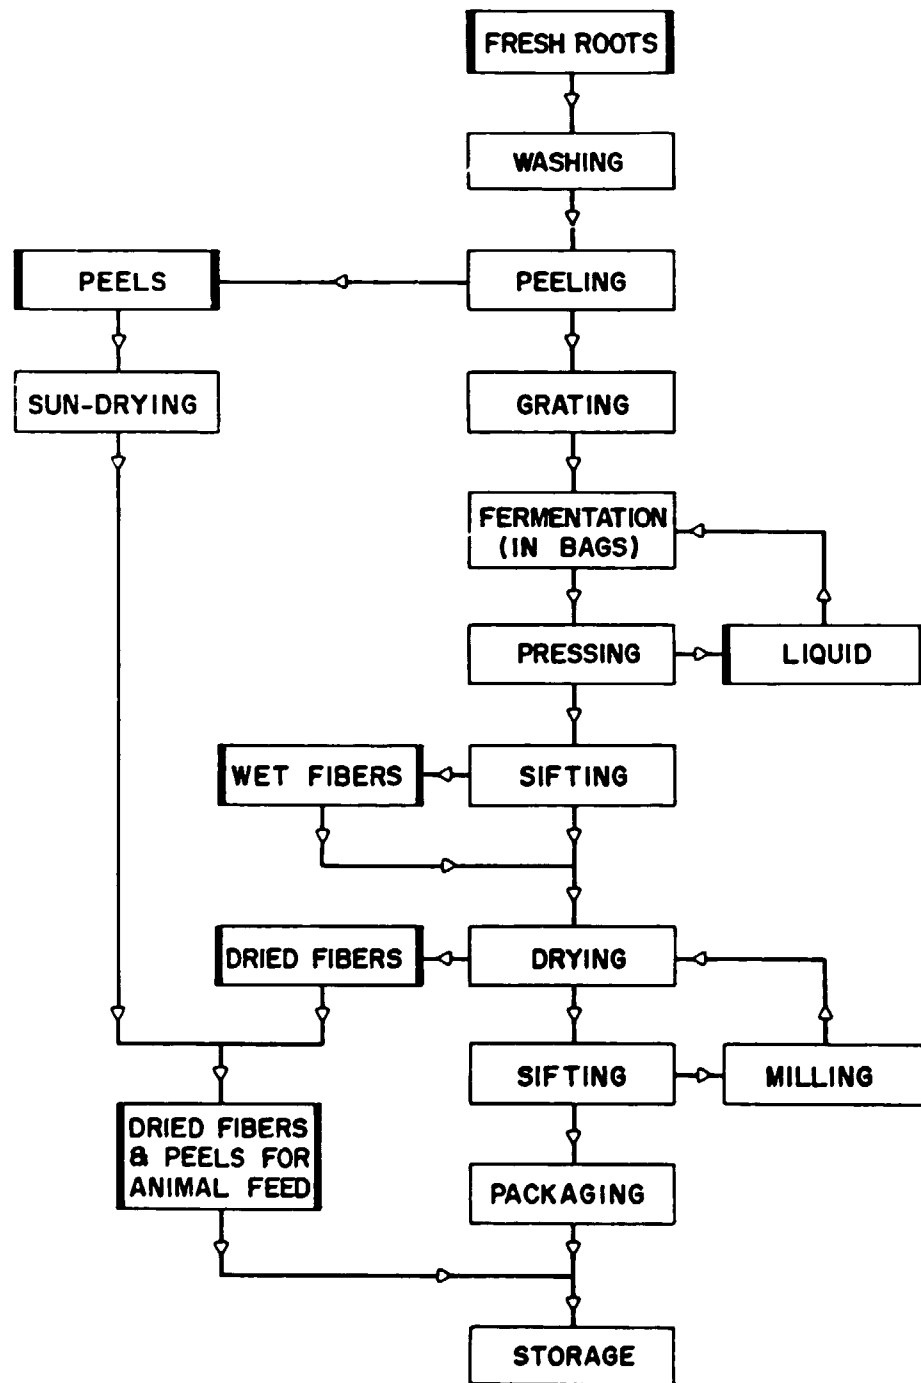 FRESH ROOTS
WASHING
PEELS
PEELING
SUN-DRYING
GRATING
FERMENTATION
(IN BAGS)
PRESSING
LIQUID
WET FIBERS
SIFTING
DRIED FIBERS
DRYING
SIFTING
MILLING
DRIED FIBERS
& PEELS FOR
ANIMAL FEED
PACKAGING
STORAGE